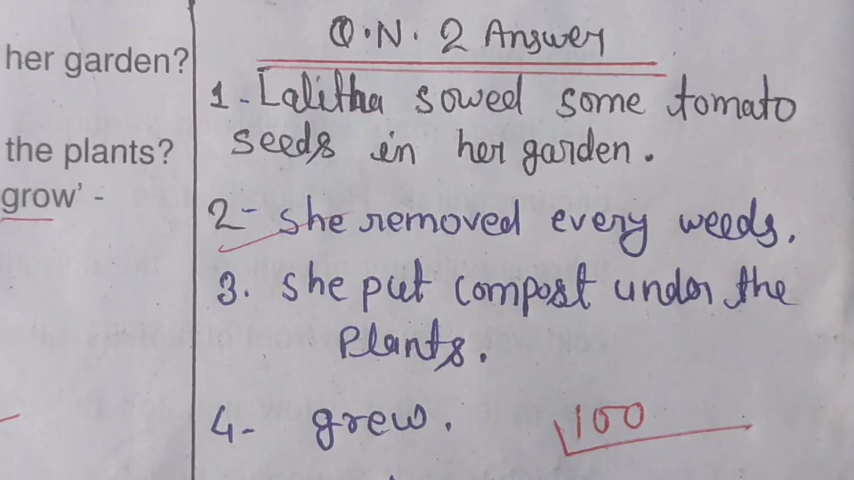 her garden?
the plants?
grow' -
Q.N. 2 Answer
1- Lalitha sowed some tomato
seeds in her garden.
2- she removed every weeds.
3. she put compost under the
Plants.
4- grew.
100